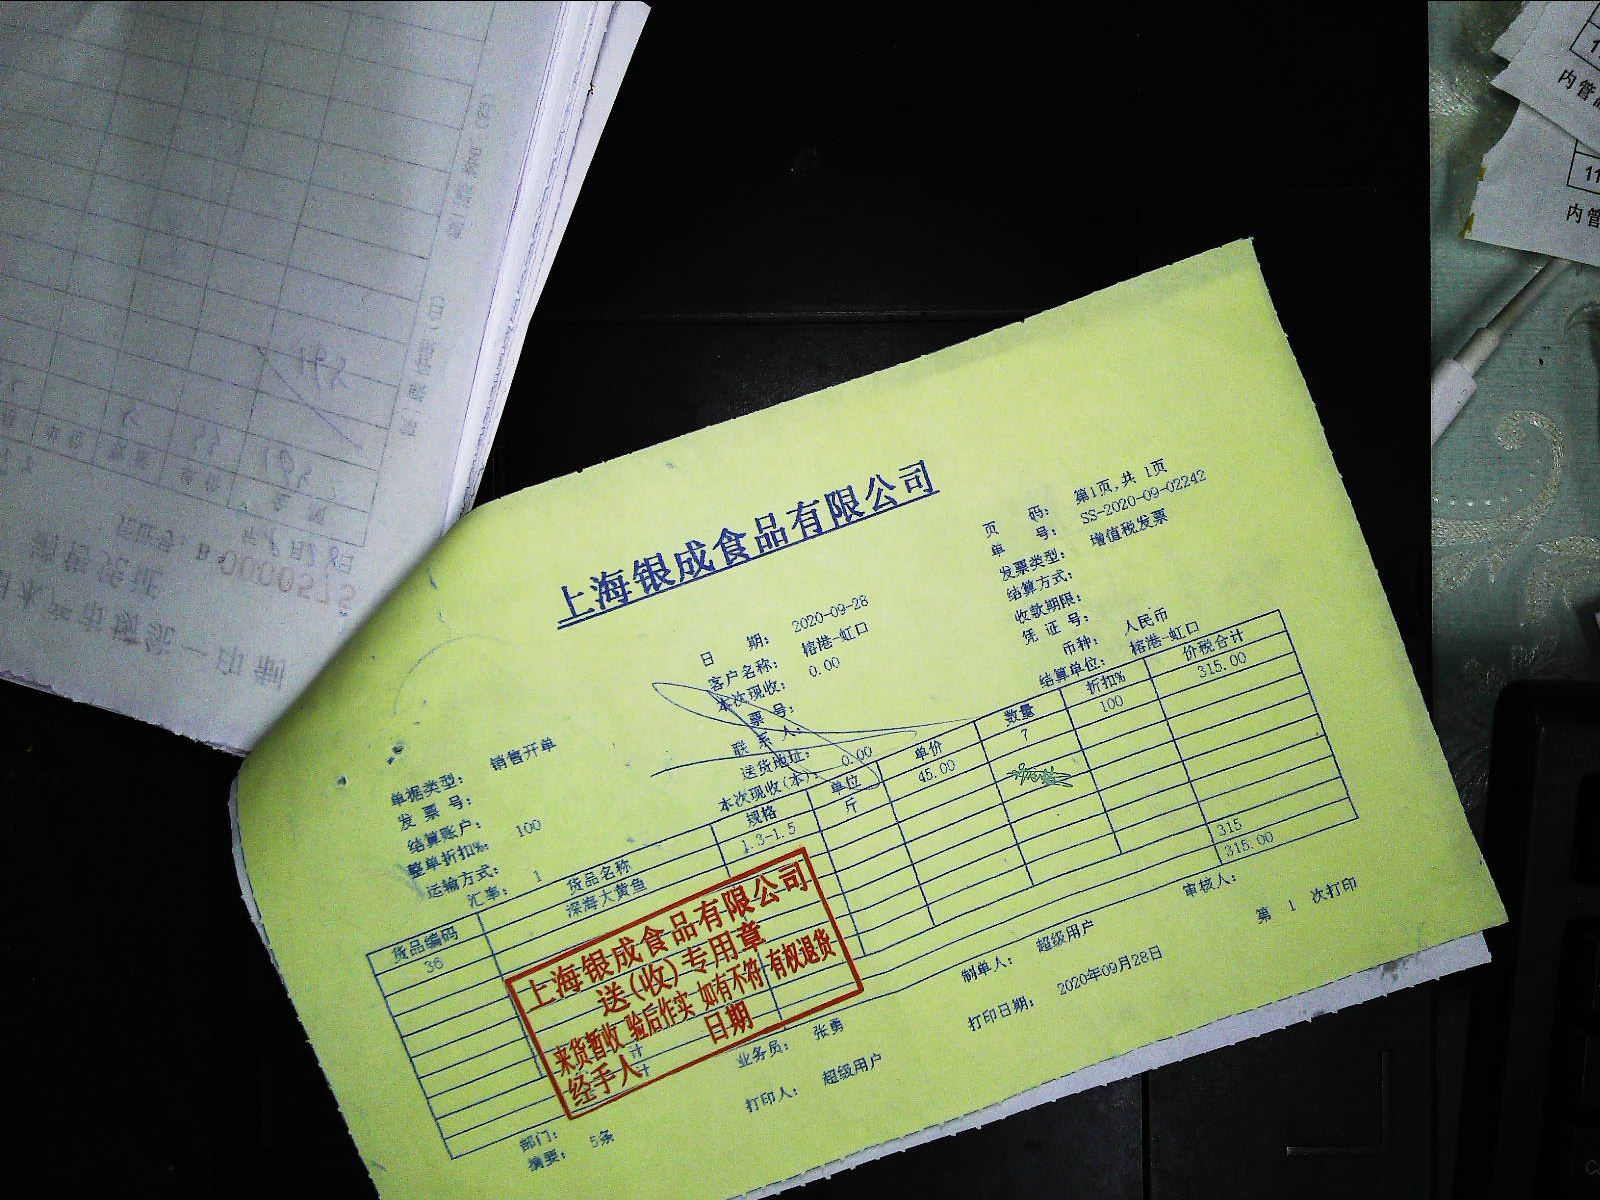 上海银成食品有限公司
页 码: 第1页,共 1页
单 号: SS-2020-09-02242
发票类型: 增值税发票
结算方式:
收款期限:
凭 证 号:
币种: 人民币
结算单位: 榕港-虹口
日 期: 2020-09-28
客户名称: 榕港-虹口
本次现收: 0.00
票 号:
联 系 人:
送货地址:
本次现收(本): 0.00
单据类型: 销售开单
发 票 号:
结算账户:
整单折扣%: 100
运输方式:
汇率: 1
货品编码 货品名称 规格 单位 单价 数量 折扣% 价税合计
36 深海大黄鱼 1.3-1.5 斤 45.00 7 100 315.00
计 315
计 315.00
上海银成食品有限公司
送(收)专用章
来货暂收 验后作实 如有不符 有权退货
经手人 日期
部门: 业务员: 张勇 制单人: 超级用户 审核人:
摘要: 5条 打印人: 超级用户 打印日期: 2020年09月28日 第 1 次打印
0000575
一印制
11
内管
11
内管